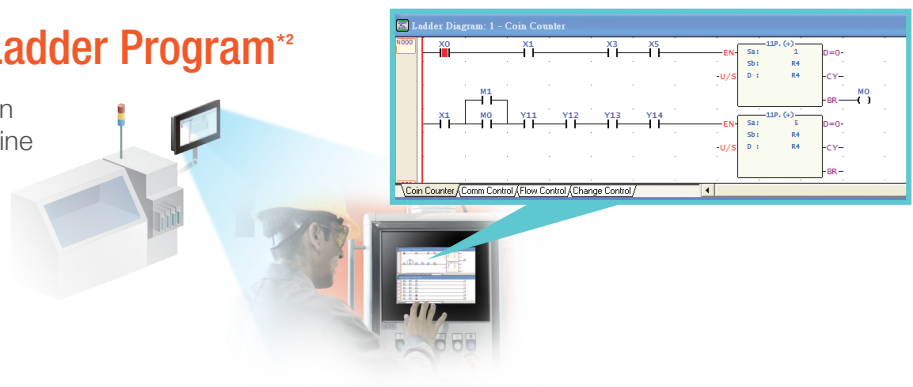 Ladder Program*2
n
ine
Ladder Diagram: 1 - Coin Counter
N000
X0 X1 X3 X5
EN
11P.(+)
Sa: 1
Sb: R4
D : R4
D=0
U/S
CY
BR
M0
( )
M1
X1 M0 Y11 Y12 Y13 Y14
EN
11P.(+)
Sa: 5
Sb: R4
D : R4
D=0
U/S
CY
BR
Coin Counter Comm Control Flow Control Change Control